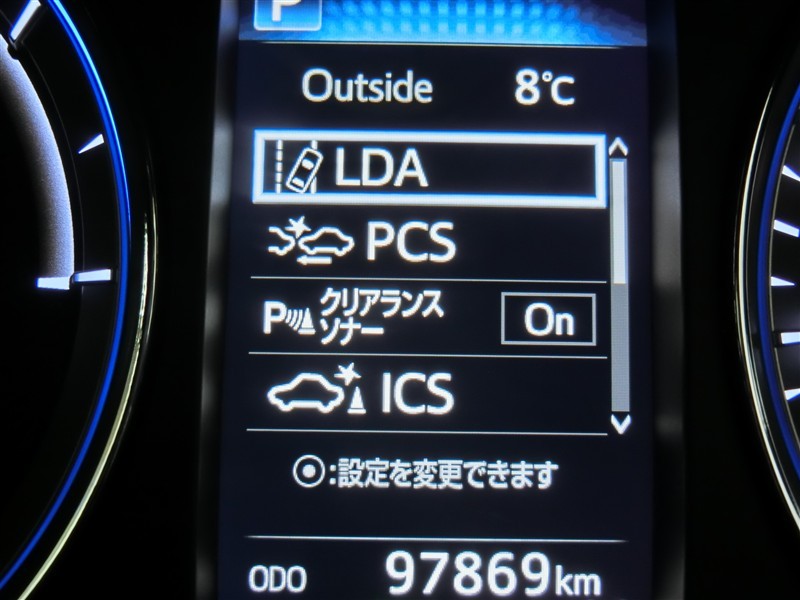 P
Outside 8℃
LDA
PCS
P クリアランス
ソナー On
ICS
⦿:設定を変更できます
ODO 97869km